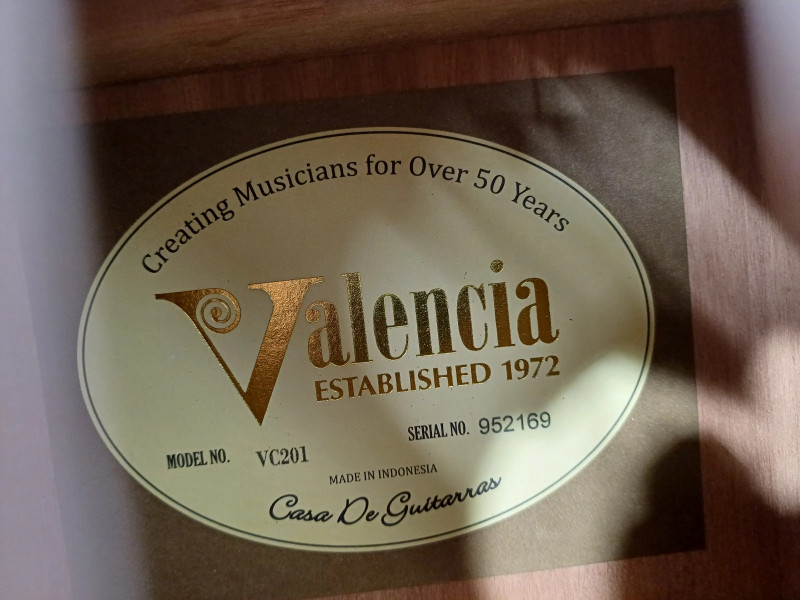 Creating Musicians for Over 50 Years
Valencia
ESTABLISHED 1972
SERIAL NO. 952169
MODEL NO. VC201
MADE IN INDONESIA
Casa De Guitarras